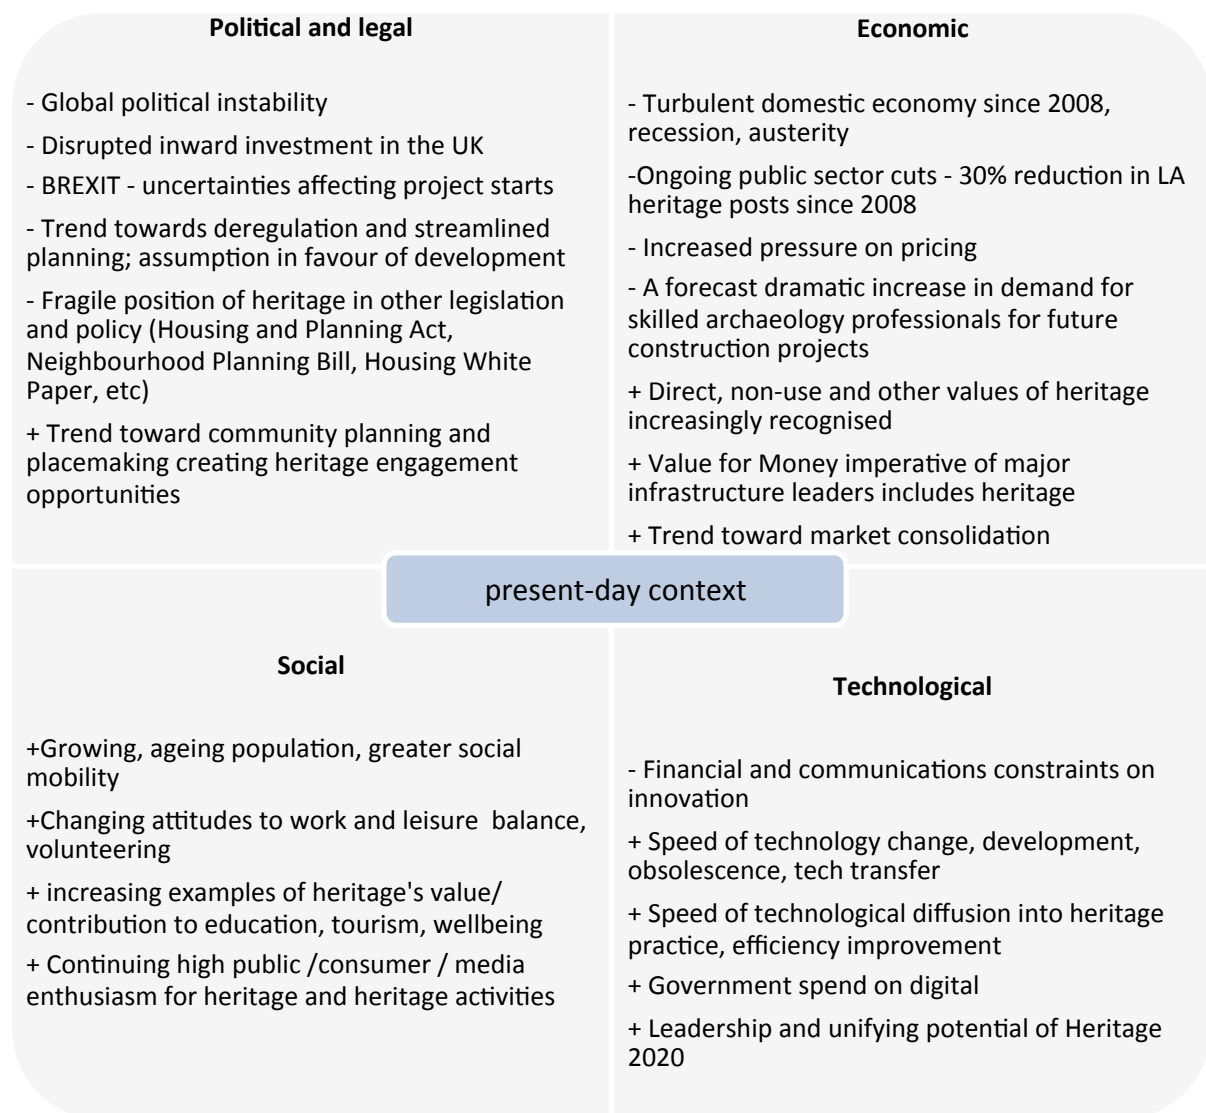 Political and legal
- Global political instability
- Disrupted inward investment in the UK
- BREXIT - uncertainties affecting project starts
- Trend towards deregulation and streamlined
planning; assumption in favour of development
- Fragile position of heritage in other legislation
and policy (Housing and Planning Act,
Neighbourhood Planning Bill, Housing White
Paper, etc)
+ Trend toward community planning and
placemaking creating heritage engagement
opportunities
Economic
- Turbulent domestic economy since 2008,
recession, austerity
-Ongoing public sector cuts - 30% reduction in LA
heritage posts since 2008
- Increased pressure on pricing
- A forecast dramatic increase in demand for
skilled archaeology professionals for future
construction projects
+ Direct, non-use and other values of heritage
increasingly recognised
+ Value for Money imperative of major
infrastructure leaders includes heritage
+ Trend toward market consolidation
present-day context
Social
+Growing, ageing population, greater social
mobility
+Changing attitudes to work and leisure  balance,
volunteering
+ increasing examples of heritage's value/
contribution to education, tourism, wellbeing
+ Continuing high public /consumer / media
enthusiasm for heritage and heritage activities
Technological
- Financial and communications constraints on
innovation
+ Speed of technology change, development,
obsolescence, tech transfer
+ Speed of technological diffusion into heritage
practice, efficiency improvement
+ Government spend on digital
+ Leadership and unifying potential of Heritage
2020